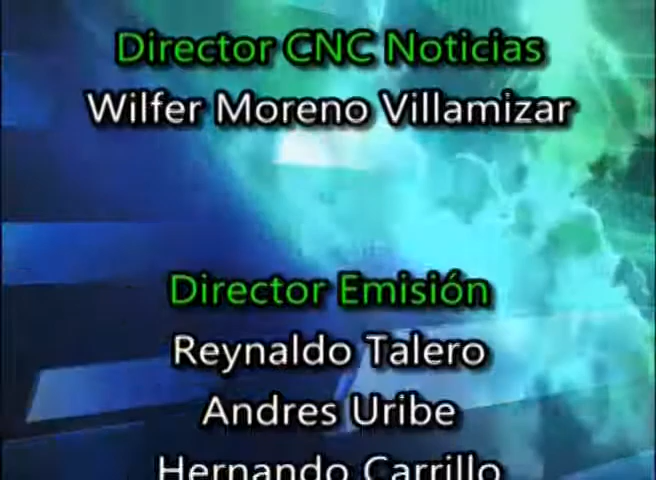 Director CNC Noticias
Wilfer Moreno Villamizar
Director Emisión
Reynaldo Talero
Andres Uribe
Hernando Carrillo